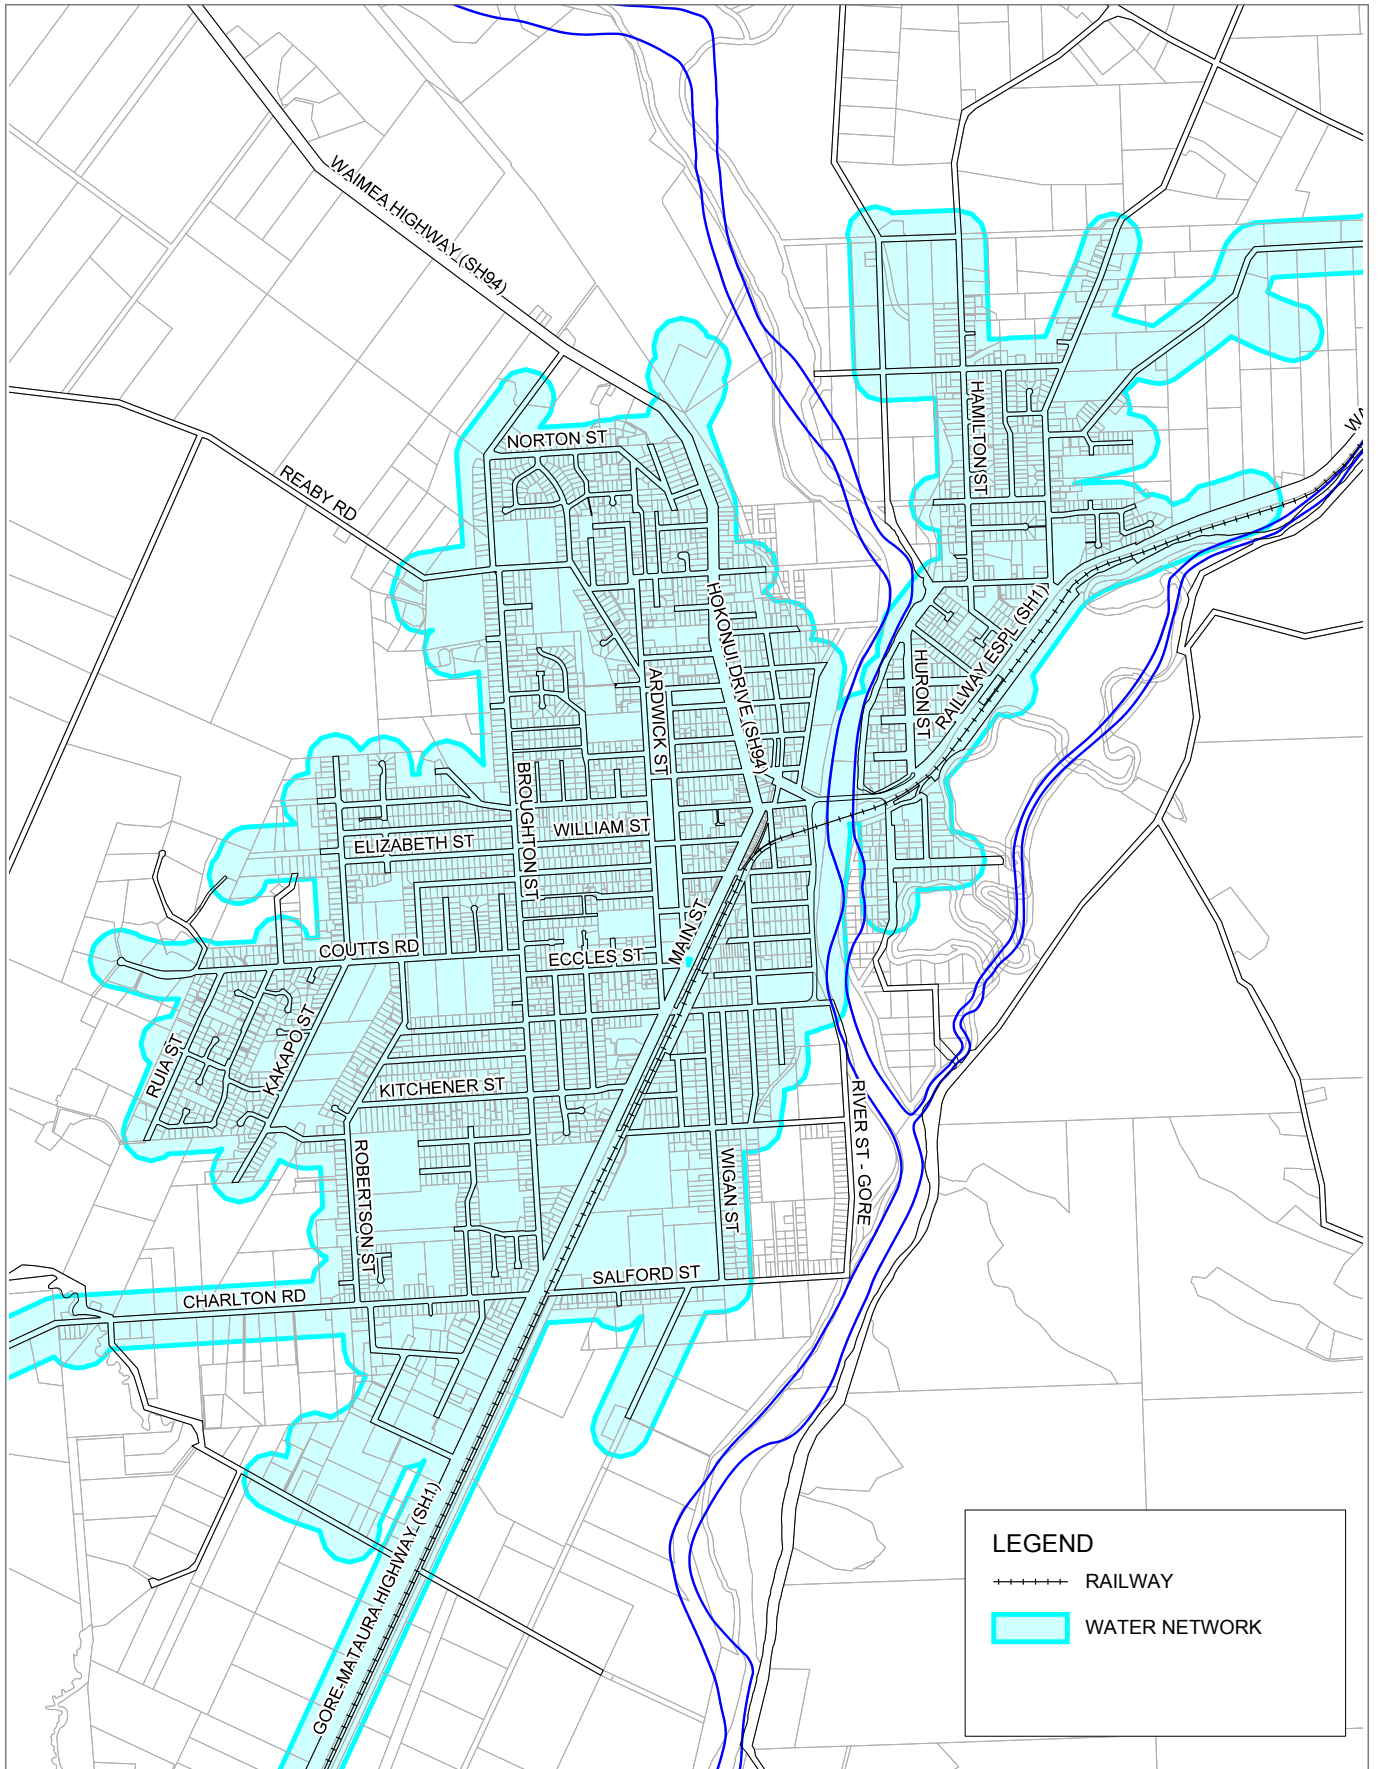 WAIMEA HIGHWAY (SH94)
REABY RD
NORTON ST
HAMILTON ST
WA
HOKONUI DRIVE (SH94)
HURON ST
RAILWAY ESPL (SH1)
ARDWICK ST
BROUGHTON ST
WILLIAM ST
ELIZABETH ST
MAIN ST
COUTTS RD
ECCLES ST
RUIA ST
KAKAPO ST
KITCHENER ST
RIVER ST - GORE
ROBERTSON ST
WIGAN ST
SALFORD ST
CHARLTON RD
GORE-MATAURA HIGHWAY (SH1)
LEGEND
RAILWAY
WATER NETWORK